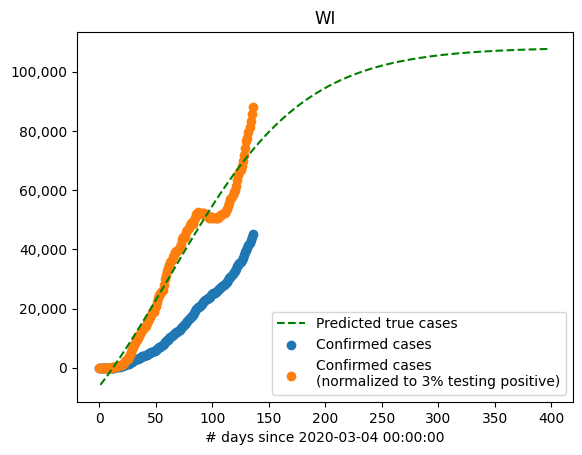 WI
100,000
80,000
60,000
40,000
20,000
0
Predicted true cases
Confirmed cases
Confirmed cases
(normalized to 3% testing positive)
0 50 100 150 200 250 300 350 400
# days since 2020-03-04 00:00:00